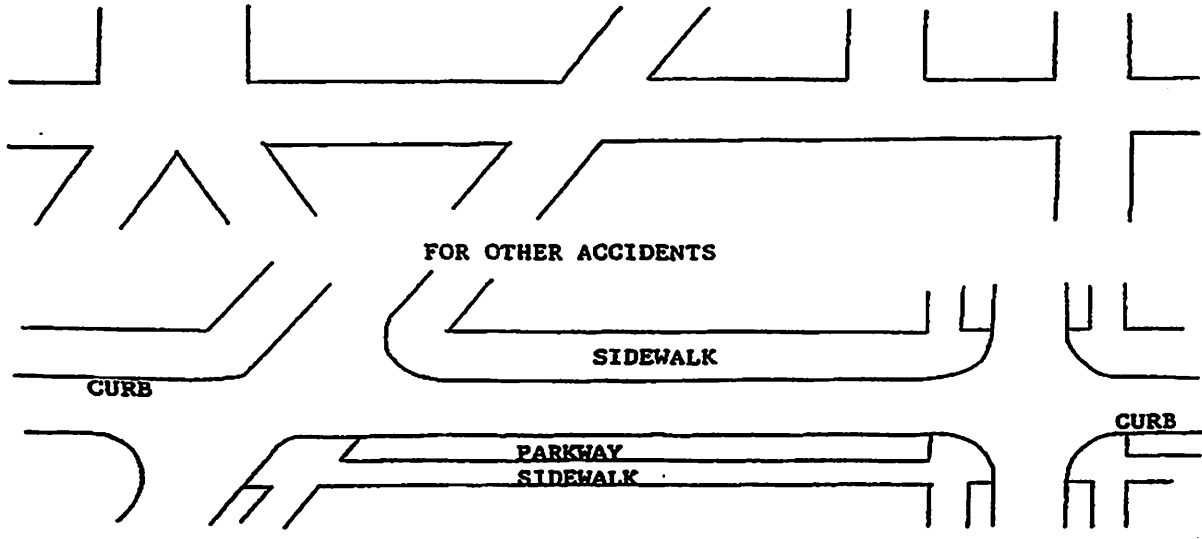 FOR OTHER ACCIDENTS
SIDEWALK
CURB
CURB
PARKWAY
SIDEWALK